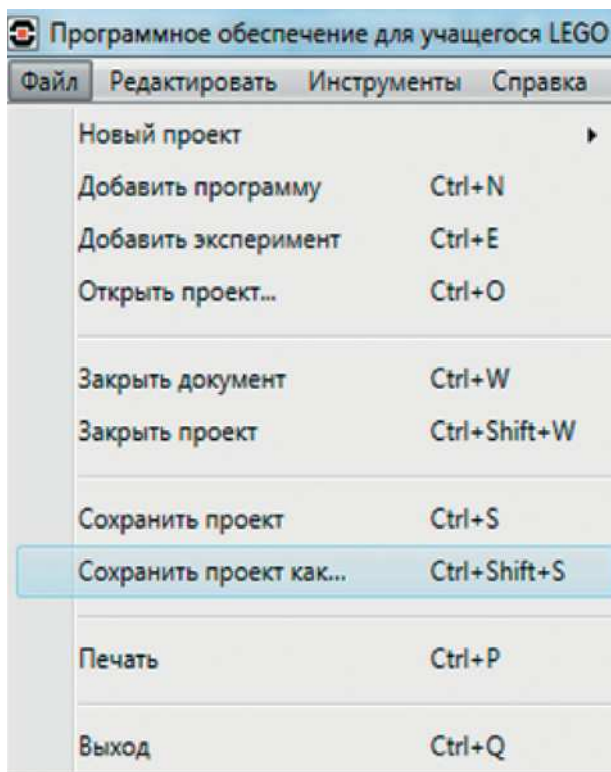 Программное обеспечение для учащегося LEGO
Файл Редактировать Инструменты Справка
Новый проект
Добавить программу Ctrl+N
Добавить эксперимент Ctrl+E
Открыть проект... Ctrl+O
Закрыть документ Ctrl+W
Закрыть проект Ctrl+Shift+W
Сохранить проект Ctrl+S
Сохранить проект как... Ctrl+Shift+S
Печать Ctrl+P
Выход Ctrl+Q